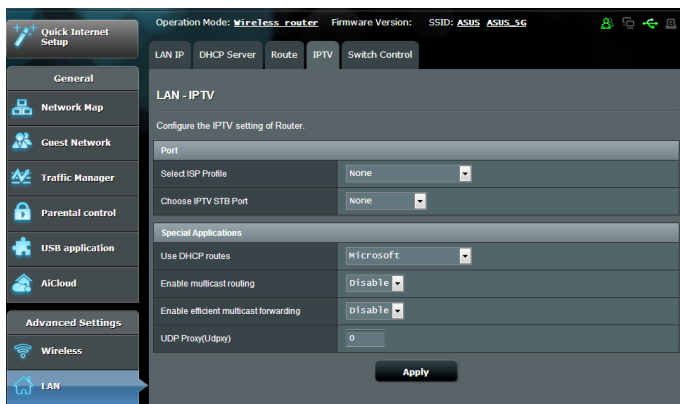 Quick Internet
Setup
Operation Mode: Wireless router Firmware Version: SSID: ASUS ASUS_5G
LAN IP DHCP Server Route IPTV Switch Control
General
Network Map
Guest Network
Traffic Manager
Parental control
USB application
AiCloud
Advanced Settings
Wireless
LAN
LAN - IPTV
Configure the IPTV setting of Router.
Port
Select ISP Profile None
Choose IPTV STB Port None
Special Applications
Use DHCP routes Microsoft
Enable multicast routing Disable
Enable efficient multicast forwarding Disable
UDP Proxy(Udpxy) 0
Apply